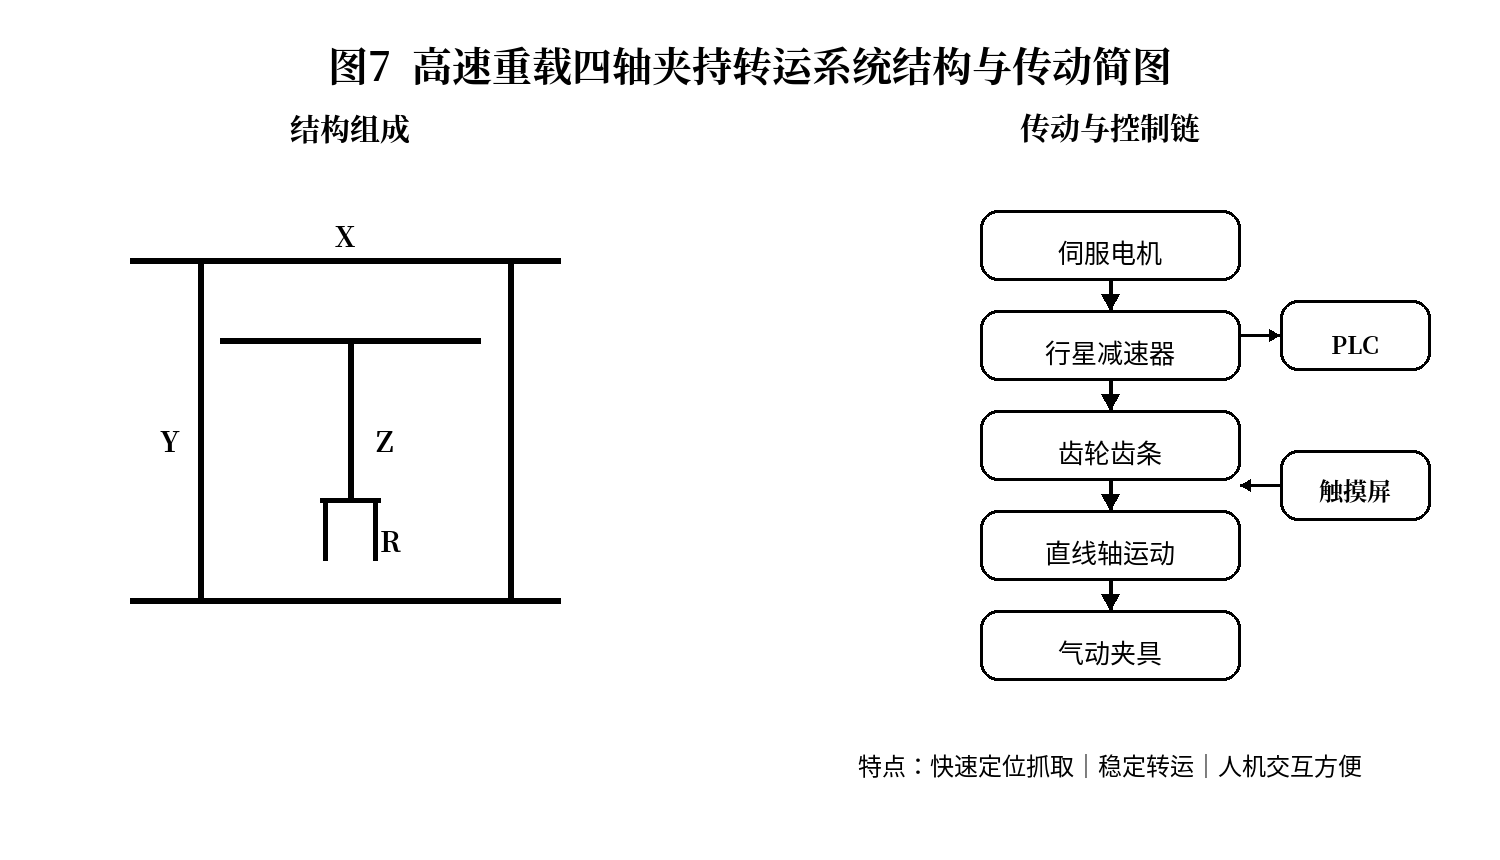 图7 高速重载四轴夹持转运系统结构与传动简图
结构组成
传动与控制链
X
Y
Z
R
伺服电机
行星减速器
PLC
齿轮齿条
触摸屏
直线轴运动
气动夹具
特点：快速定位抓取｜稳定转运｜人机交互方便